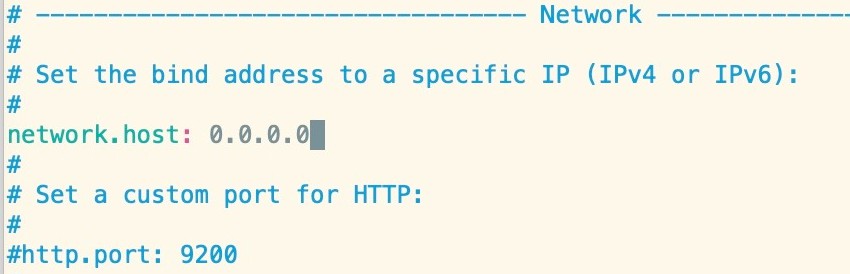 # ---------------------------------- Network --------------
#
# Set the bind address to a specific IP (IPv4 or IPv6):
#
network.host: 0.0.0.0
#
# Set a custom port for HTTP:
#
#http.port: 9200